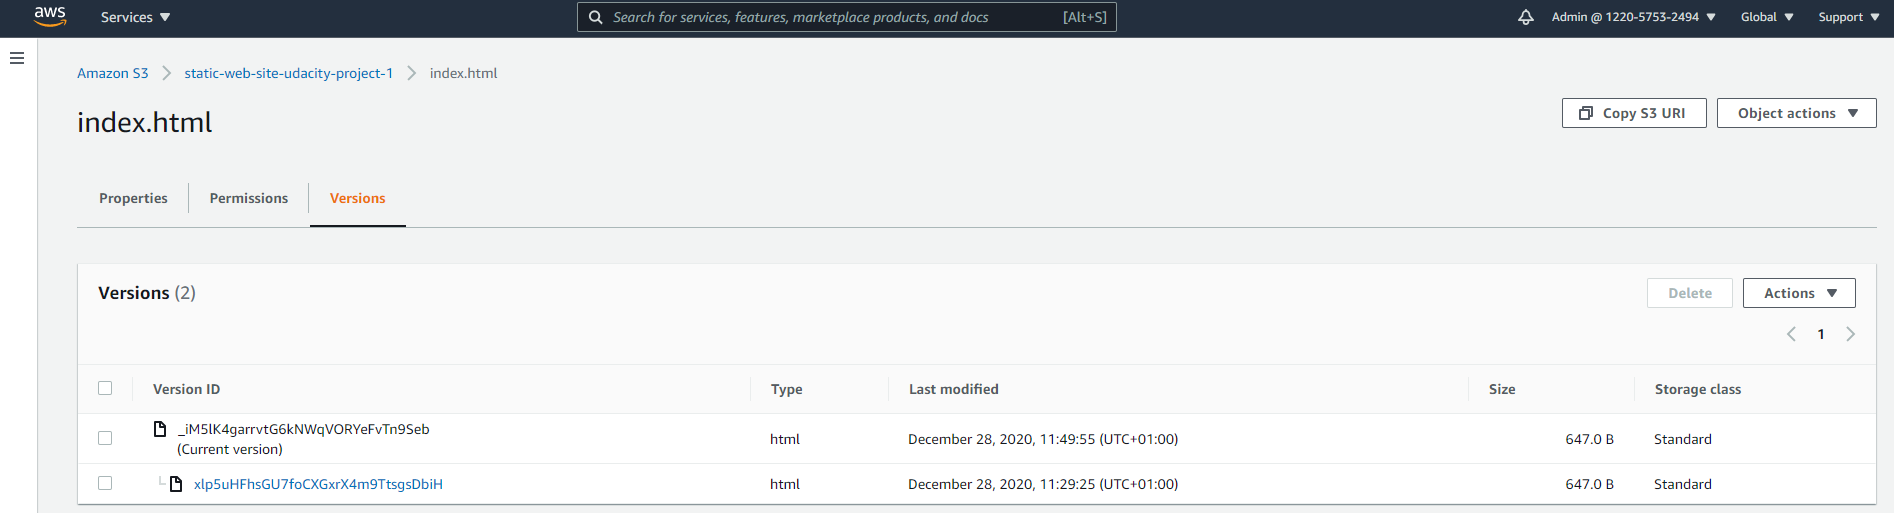 aws Services Search for services, features, marketplace products, and docs [Alt+S] Admin @ 1220-5753-2494 Global Support
Amazon S3 static-web-site-udacity-project-1 index.html
index.html
Copy S3 URI Object actions
Properties Permissions Versions
Versions (2)
Delete Actions
1
Version ID Type Last modified Size Storage class
_iM5lK4garrvtG6kNWqVORYeFvTn9Seb
(Current version)
html December 28, 2020, 11:49:55 (UTC+01:00) 647.0 B Standard
xlp5uHFhsGU7foCXGxrX4m9TtsgsDbiH html December 28, 2020, 11:29:25 (UTC+01:00) 647.0 B Standard